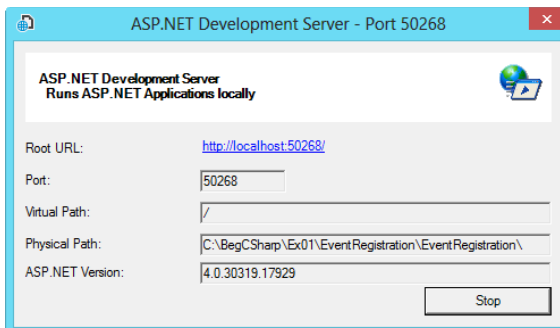 ASP.NET Development Server - Port 50268
ASP.NET Development Server
Runs ASP.NET Applications locally
Root URL: http://localhost:50268/
Port: 50268
Virtual Path: /
Physical Path: C:\BegCSharp\Ex01\EventRegistration\EventRegistration\
ASP.NET Version: 4.0.30319.17929
Stop